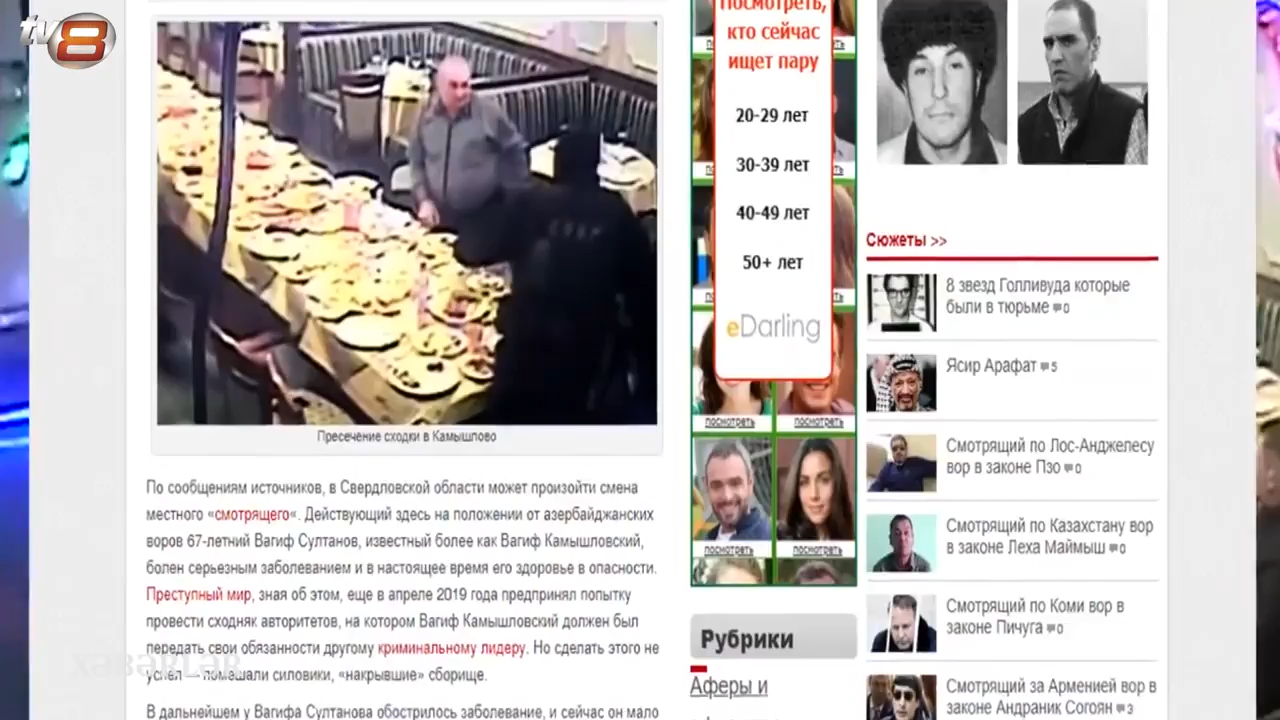 tv8
Пресечение сходки в Камышлово
По сообщениям источников, в Свердловской области может произойти смена
местного «смотрящего«. Действующий здесь на положении от азербайджанских
воров 67-летний Вагиф Султанов, известный более как Вагиф Камышловский,
болен серьезным заболеванием и в настоящее время его здоровье в опасности.
Преступный мир, зная об этом, еще в апреле 2019 года предпринял попытку
провести сходняк авторитетов, на котором Вагиф Камышловский должен был
передать свои обязанности другому криминальному лидеру. Но сделать этого не
успел — помешали силовики, «накрывшие» сборище.
В дальнейшем у Вагифа Султанова обострилось заболевание, и сейчас он мало
xəbərlər
Посмотреть,
кто сейчас
ищет пару
20-29 лет
30-39 лет
40-49 лет
50+ лет
eDarling
посмотреть
посмотреть
посмотреть
посмотреть
Рубрики
Аферы и
Сюжеты >>
8 звезд Голливуда которые
были в тюрьме 0
Ясир Арафат 5
Смотрящий по Лос-Анджелесу
вор в законе Пзо 0
Смотрящий по Казахстану вор
в законе Леха Маймыш 0
Смотрящий по Коми вор в
законе Пичуга 0
Смотрящий за Арменией вор в
законе Андраник Согоян 3